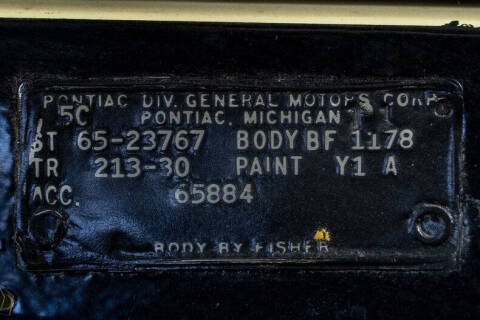 PONTIAC DIV. GENERAL MOTORS CORP.
5C PONTIAC, MICHIGAN
ST 65-23767 BODY BF 1178
TR 213-30 PAINT Y1 A
ACC. 65884
BODY BY FISHER